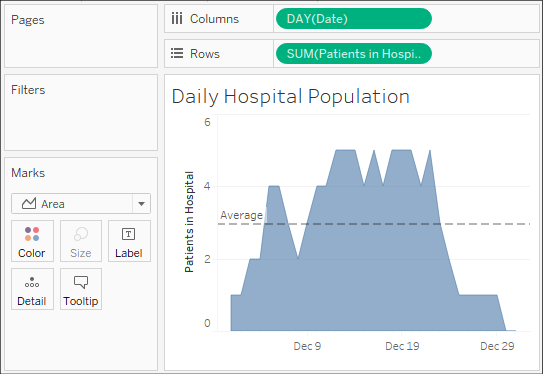 Pages
Columns
DAY(Date)
Rows
SUM(Patients in Hospi..
Filters
Marks
Area
Color
Size
Label
Detail
Tooltip
Daily Hospital Population
Patients in Hospital
6
4
2
0
Average
Dec 9
Dec 19
Dec 29